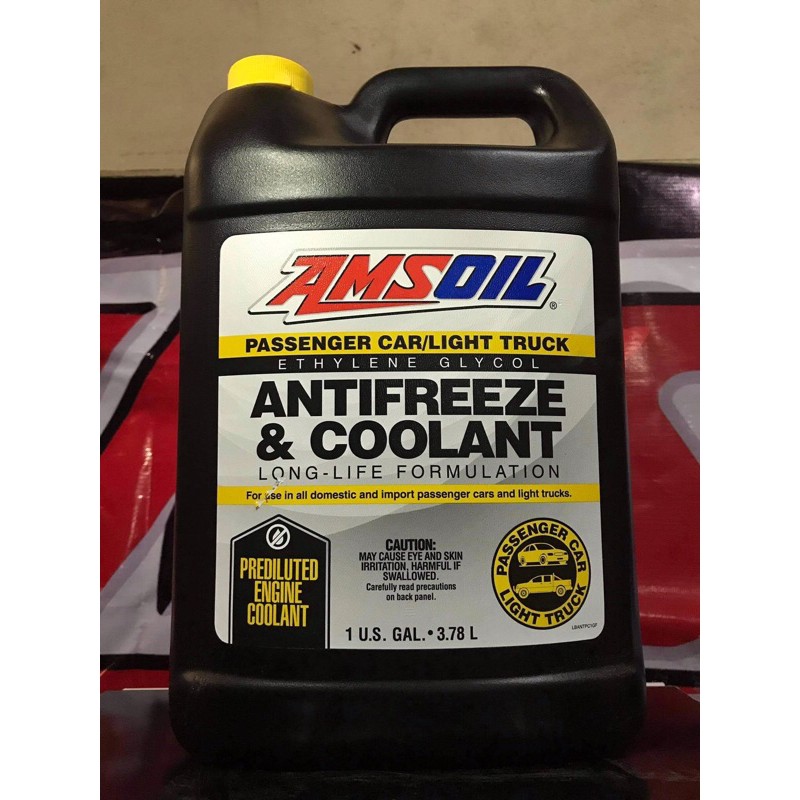 AMSOIL®
PASSENGER CAR/LIGHT TRUCK
ETHYLENE GLYCOL
ANTIFREEZE
& COOLANT
LONG-LIFE FORMULATION
For use in all domestic and import passenger cars and light trucks.
PREDILUTED
ENGINE
COOLANT
CAUTION:
MAY CAUSE EYE AND SKIN
IRRITATION, HARMFUL IF
SWALLOWED.
Carefully read precautions
on back panel.
1 U.S. GAL. • 3.78 L
PASSENGER CAR
LIGHT TRUCK